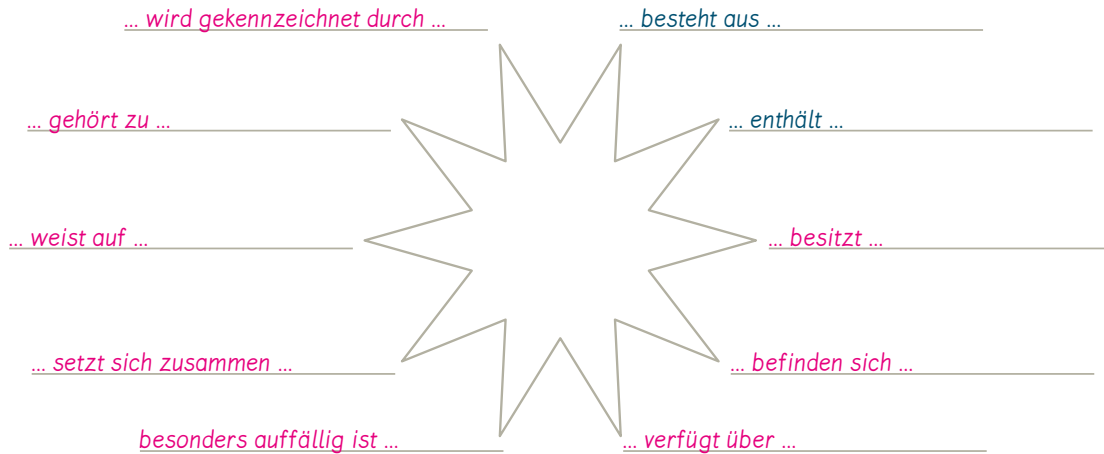 ... wird gekennzeichnet durch ...
... besteht aus ...
... gehört zu ...
... enthält ...
... weist auf ...
... besitzt ...
... setzt sich zusammen ...
... befinden sich ...
besonders auffällig ist ...
... verfügt über ...